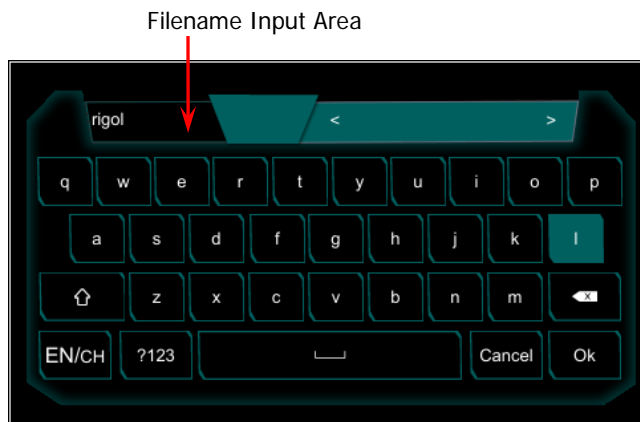 Filename Input Area
rigol < >
q w e r t y u i o p
a s d f g h j k l
z x c v b n m x
EN/CH ?123 Cancel Ok